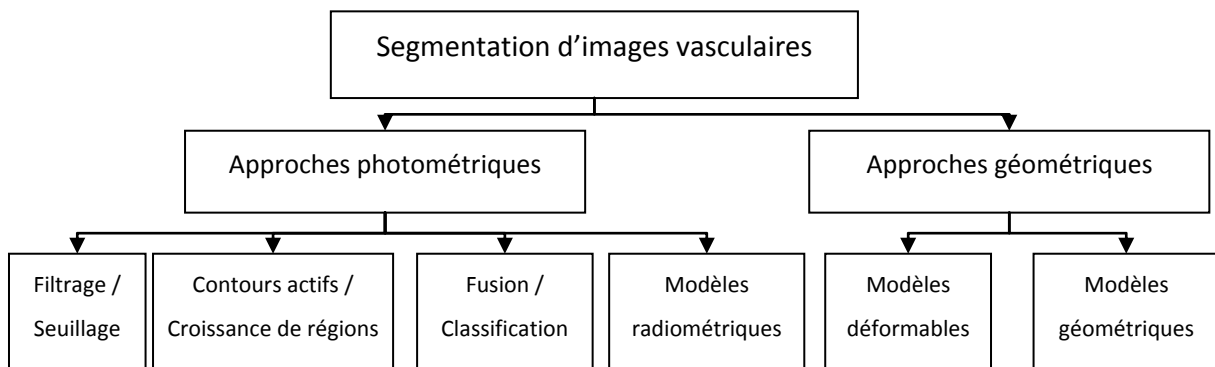 Segmentation d’images vasculaires
Approches photométriques
Approches géométriques
Filtrage /
Seuillage
Contours actifs /
Croissance de régions
Fusion /
Classification
Modèles
radiométriques
Modèles
déformables
Modèles
géométriques